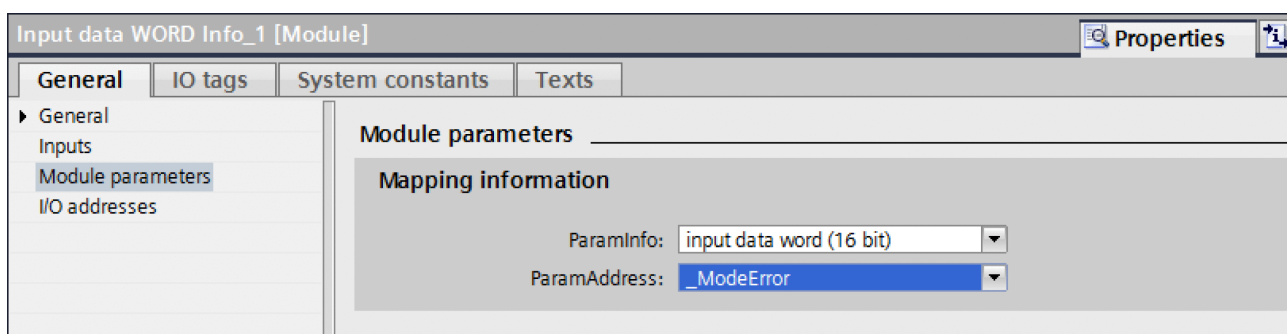 Input data WORD Info_1 [Module]
Properties
General
IO tags
System constants
Texts
General
Inputs
Module parameters
I/O addresses
Module parameters
Mapping information
ParamInfo: input data word (16 bit)
ParamAddress: _ModeError